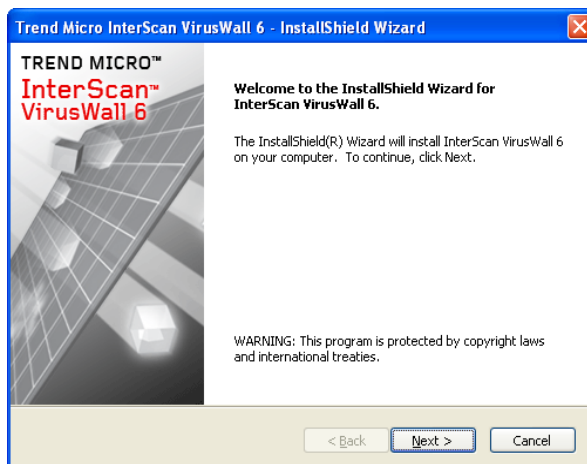 Trend Micro InterScan VirusWall 6 - InstallShield Wizard
TREND MICRO™
InterScan™
VirusWall 6
Welcome to the InstallShield Wizard for
InterScan VirusWall 6.
The InstallShield(R) Wizard will install InterScan VirusWall 6
on your computer. To continue, click Next.
WARNING: This program is protected by copyright laws
and international treaties.
< Back
Next >
Cancel